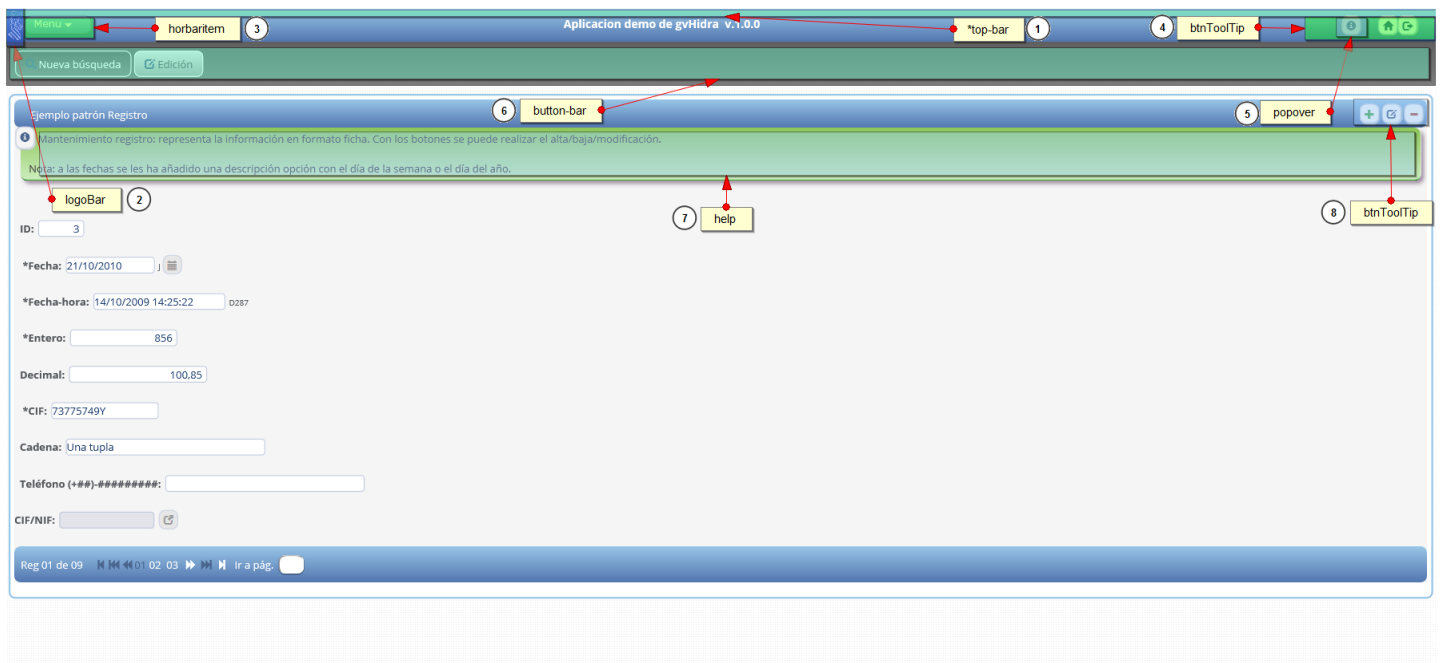 Menu
horbaritem
3
Aplicacion demo de gvHidra v.1.0.0
*top-bar
1
4
btnToolTip
Nueva búsqueda
Edición
Ejemplo patrón Registro
6
button-bar
5
popover
Mantenimiento registro: representa la información en formato ficha. Con los botones se puede realizar el alta/baja/modificación.
Nota: a las fechas se les ha añadido una descripción opción con el día de la semana o el día del año.
logoBar
2
7
help
8
btnToolTip
ID: 3
*Fecha: 21/10/2010 J
*Fecha-hora: 14/10/2009 14:25:22 D287
*Entero: 856
Decimal: 100,85
*CIF: 73775749Y
Cadena: Una tupla
Teléfono (+##)-#########:
CIF/NIF:
Reg 01 de 09 01 02 03 Ir a pág.